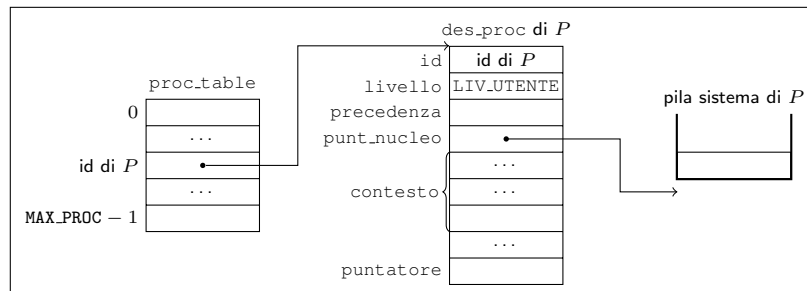 des_proc di P
id id di P
proc_table livello LIV_UTENTE pila sistema di P
0 precedenza
... punt_nucleo
id di P ...
... contesto ...
MAX_PROC − 1
...
puntatore